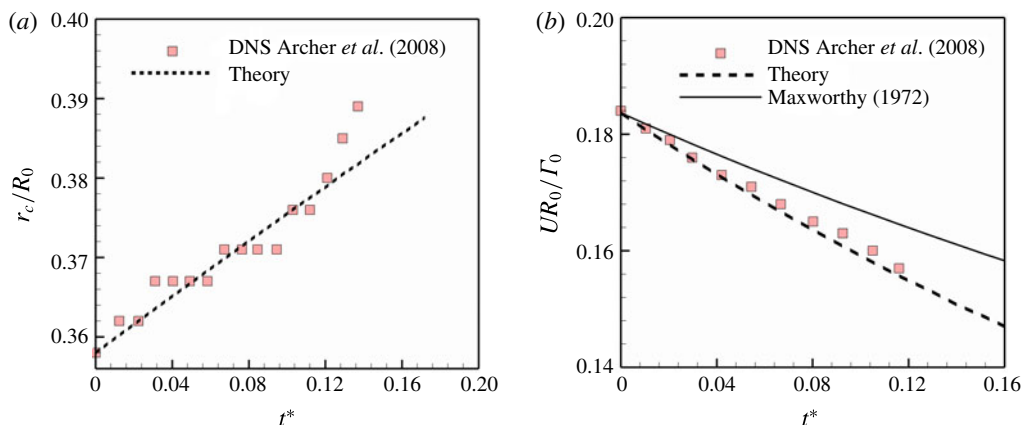 (a)
0.40
0.39
0.38
0.37
0.36
r_c/R_0
DNS Archer et al. (2008)
Theory
0 0.04 0.08 0.12 0.16 0.20
t*
(b)
0.20
0.18
0.16
0.14
UR_0/Γ_0
DNS Archer et al. (2008)
Theory
Maxworthy (1972)
0 0.04 0.08 0.12 0.16
t*